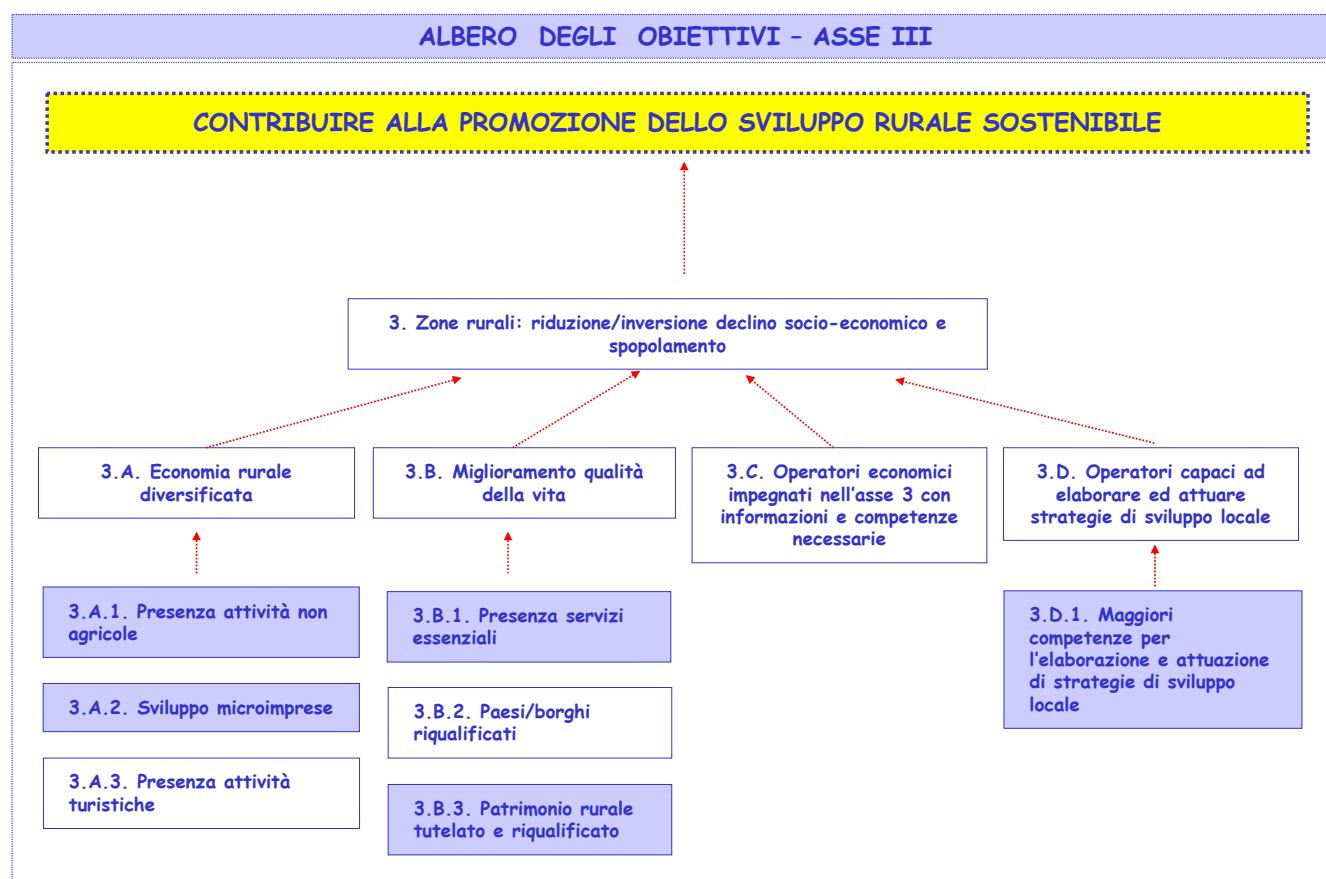 ALBERO DEGLI OBIETTIVI – ASSE III
CONTRIBUIRE ALLA PROMOZIONE DELLO SVILUPPO RURALE SOSTENIBILE
3. Zone rurali: riduzione/inversione declino socio-economico e
spopolamento
3.A. Economia rurale
diversificata
3.B. Miglioramento qualità
della vita
3.C. Operatori economici
impegnati nell'asse 3 con
informazioni e competenze
necessarie
3.D. Operatori capaci ad
elaborare ed attuare
strategie di sviluppo locale
3.A.1. Presenza attività non
agricole
3.A.2. Sviluppo microimprese
3.A.3. Presenza attività
turistiche
3.B.1. Presenza servizi
essenziali
3.B.2. Paesi/borghi
riqualificati
3.B.3. Patrimonio rurale
tutelato e riqualificato
3.D.1. Maggiori
competenze per
l'elaborazione e attuazione
di strategie di sviluppo
locale